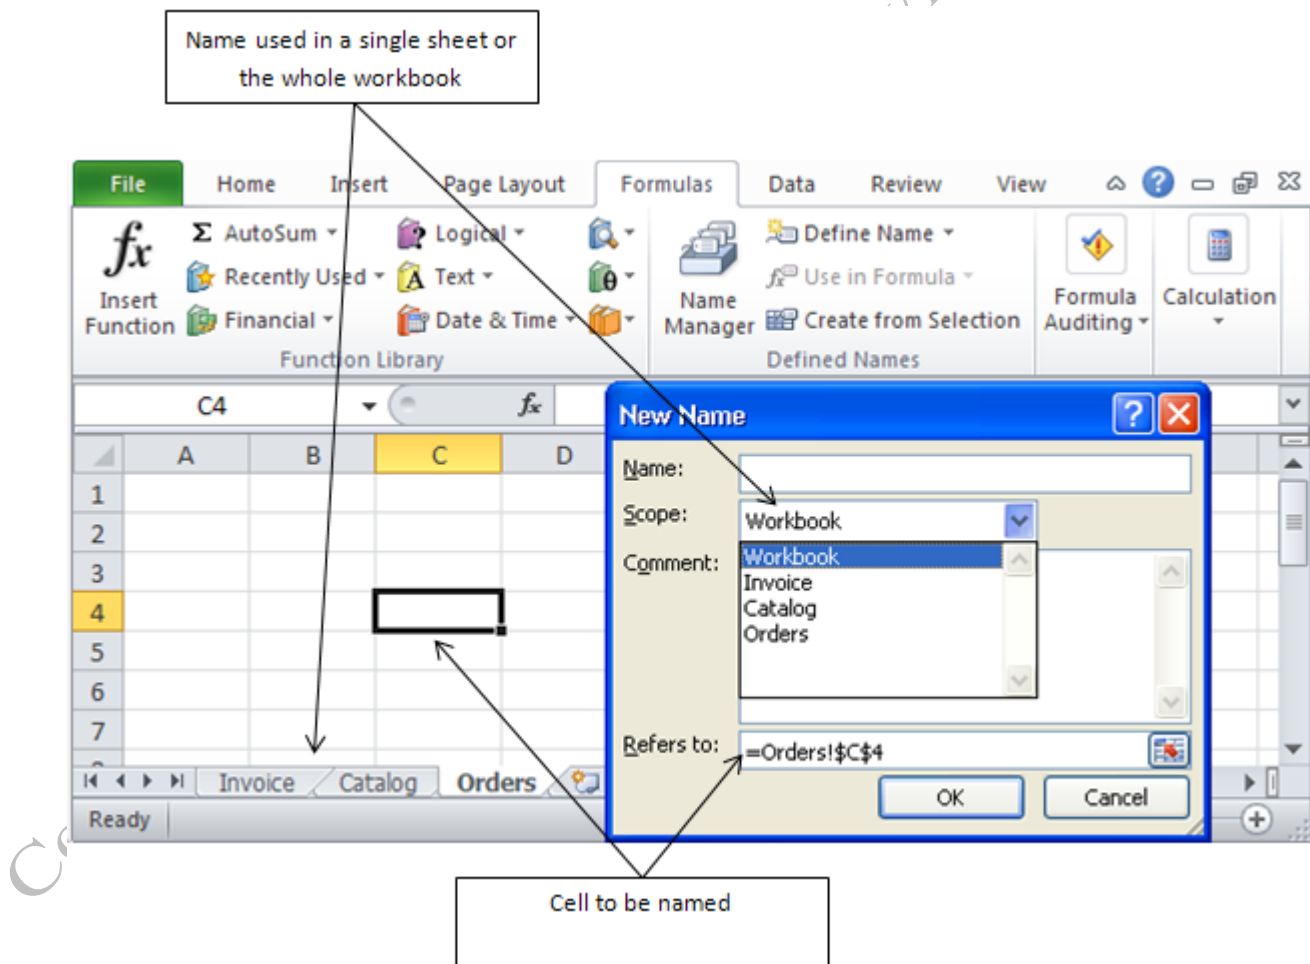 Name used in a single sheet or
the whole workbook
File Home Insert Page Layout Formulas Data Review View
Insert
Function
Σ AutoSum
Recently Used
Financial
Logical
Text
Date & Time
Function Library
Name
Manager
Define Name
Use in Formula
Create from Selection
Defined Names
Formula
Auditing
Calculation
C4
fx
A B C D
1
2
3
4
5
6
7
New Name
Name:
Scope: Workbook
Comment:
Workbook
Invoice
Catalog
Orders
Refers to: =Orders!$C$4
OK Cancel
Invoice Catalog Orders
Ready
Cell to be named